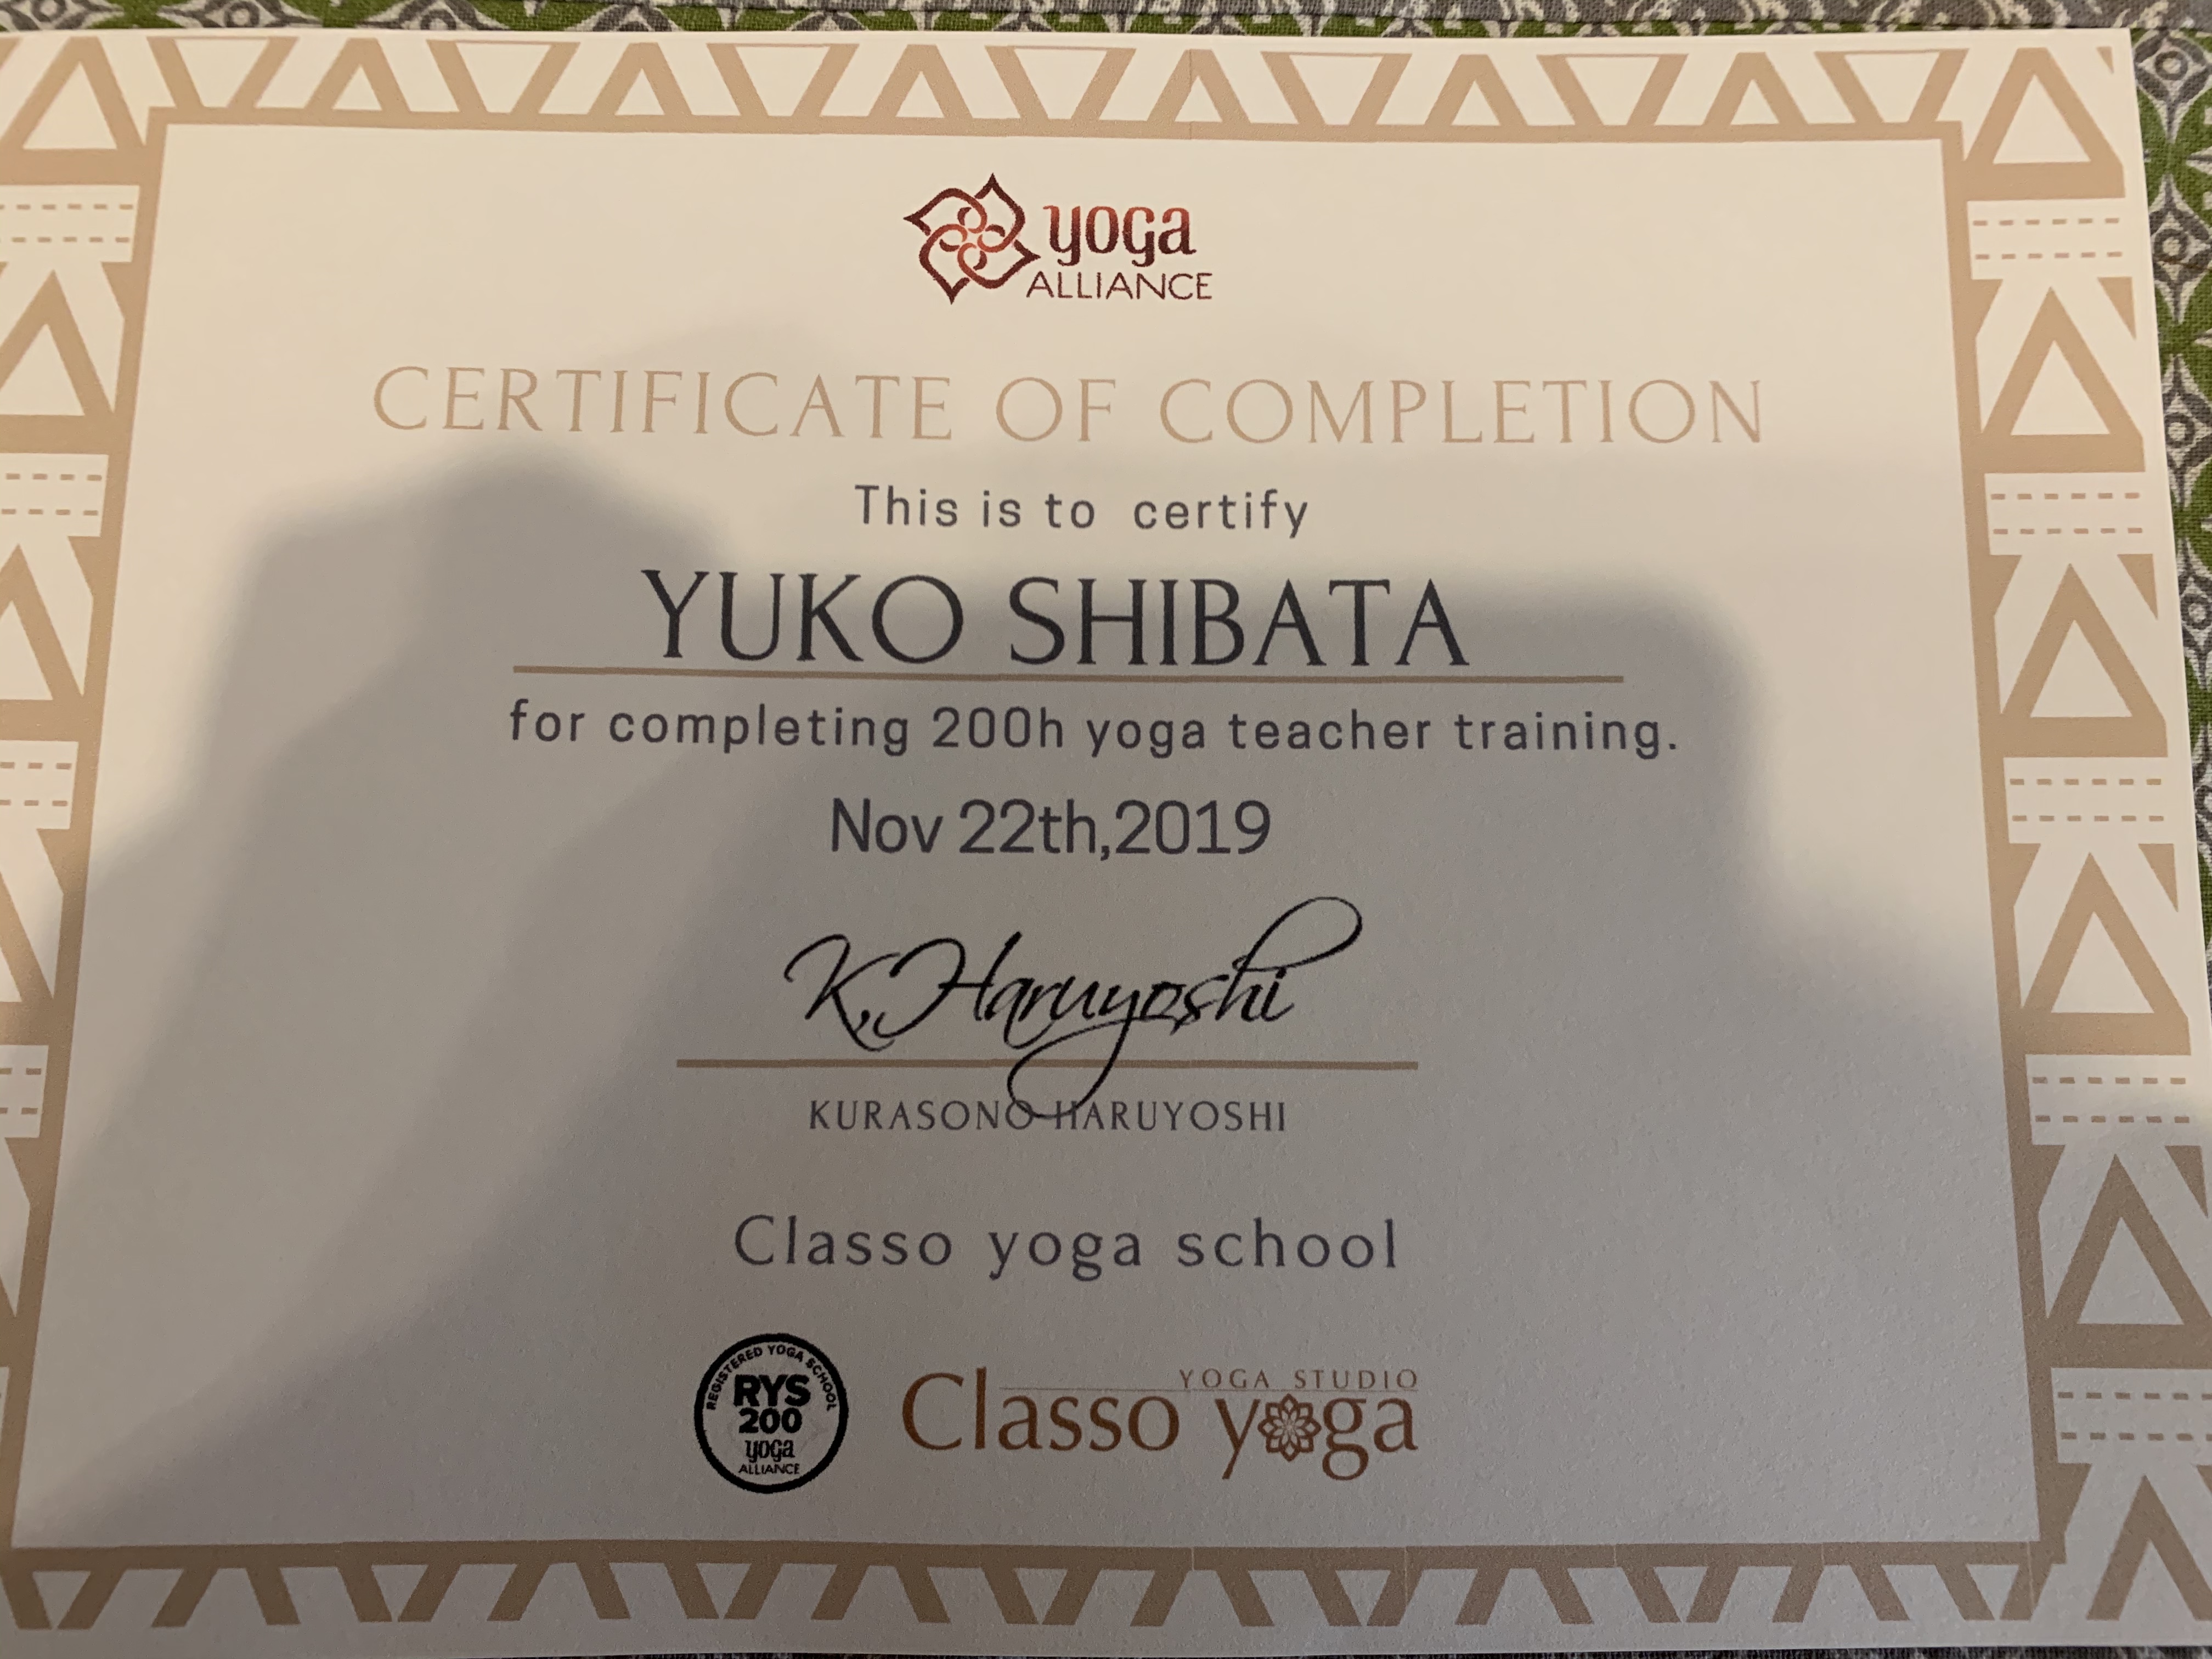 yoga
ALLIANCE
CERTIFICATE OF COMPLETION
This is to certify
YUKO SHIBATA
for completing 200h yoga teacher training.
Nov 22th,2019
K.Haruyoshi
KURASONO HARUYOSHI
Classo yoga school
REGISTERED YOGA SCHOOL
RYS
200
yoga
ALLIANCE
YOGA STUDIO
Classo yoga